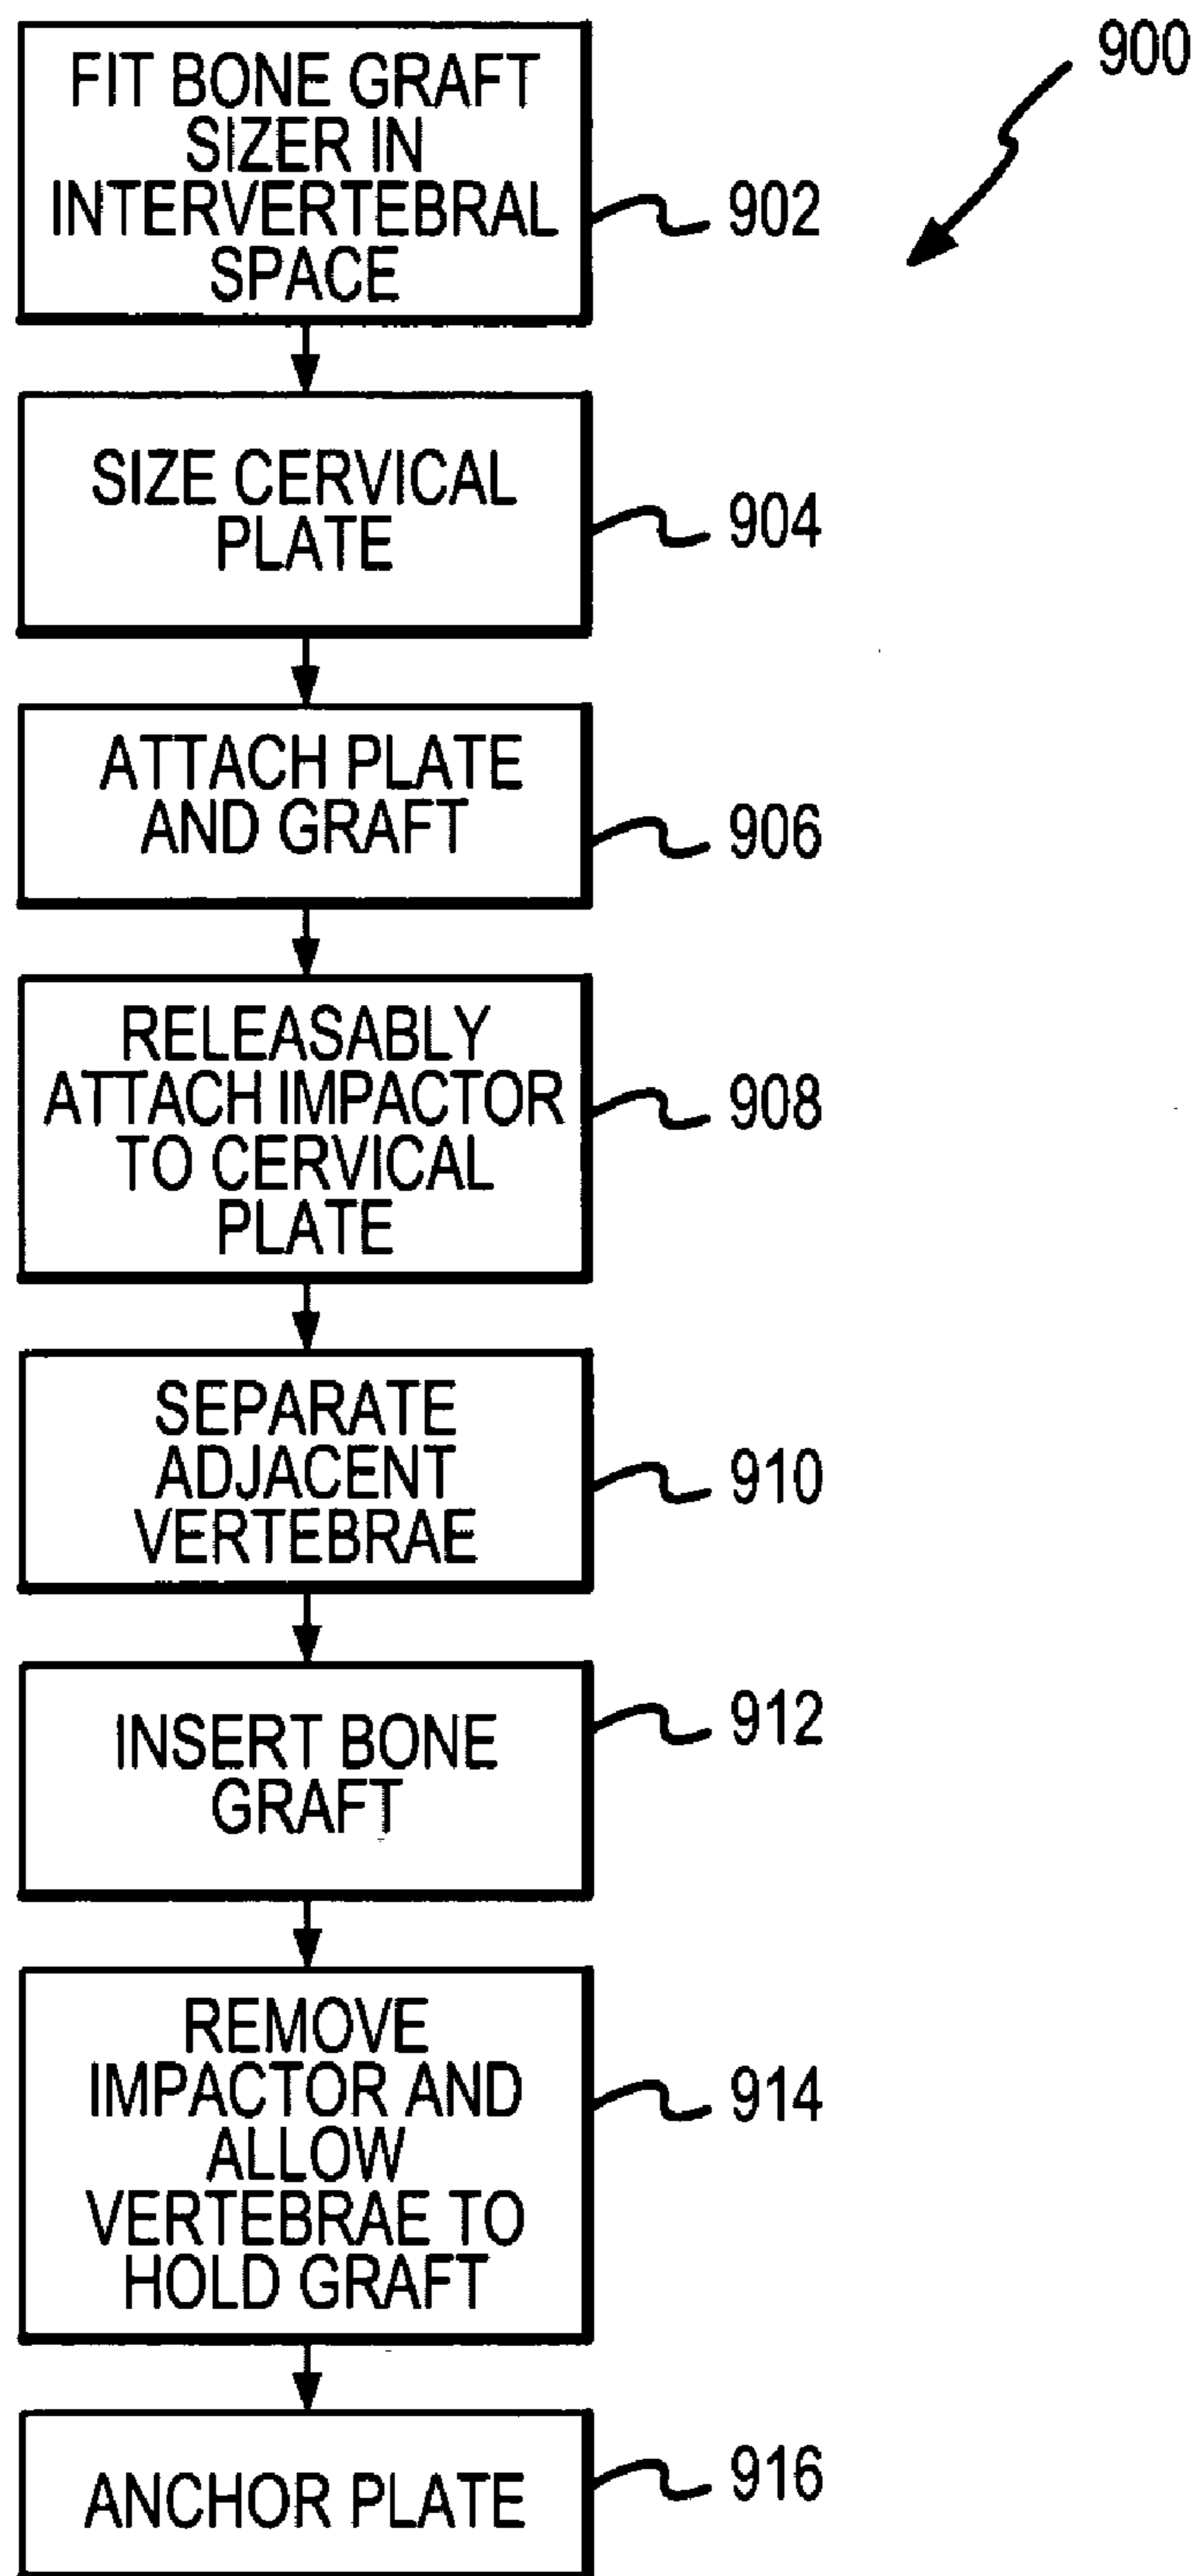 900
FIT BONE GRAFT
SIZER IN
INTERVERTEBRAL
SPACE
902
SIZE CERVICAL
PLATE
904
ATTACH PLATE
AND GRAFT
906
RELEASABLY
ATTACH IMPACTOR
TO CERVICAL
PLATE
908
SEPARATE
ADJACENT
VERTEBRAE
910
INSERT BONE
GRAFT
912
REMOVE
IMPACTOR AND
ALLOW
VERTEBRAE TO
HOLD GRAFT
914
ANCHOR PLATE
916